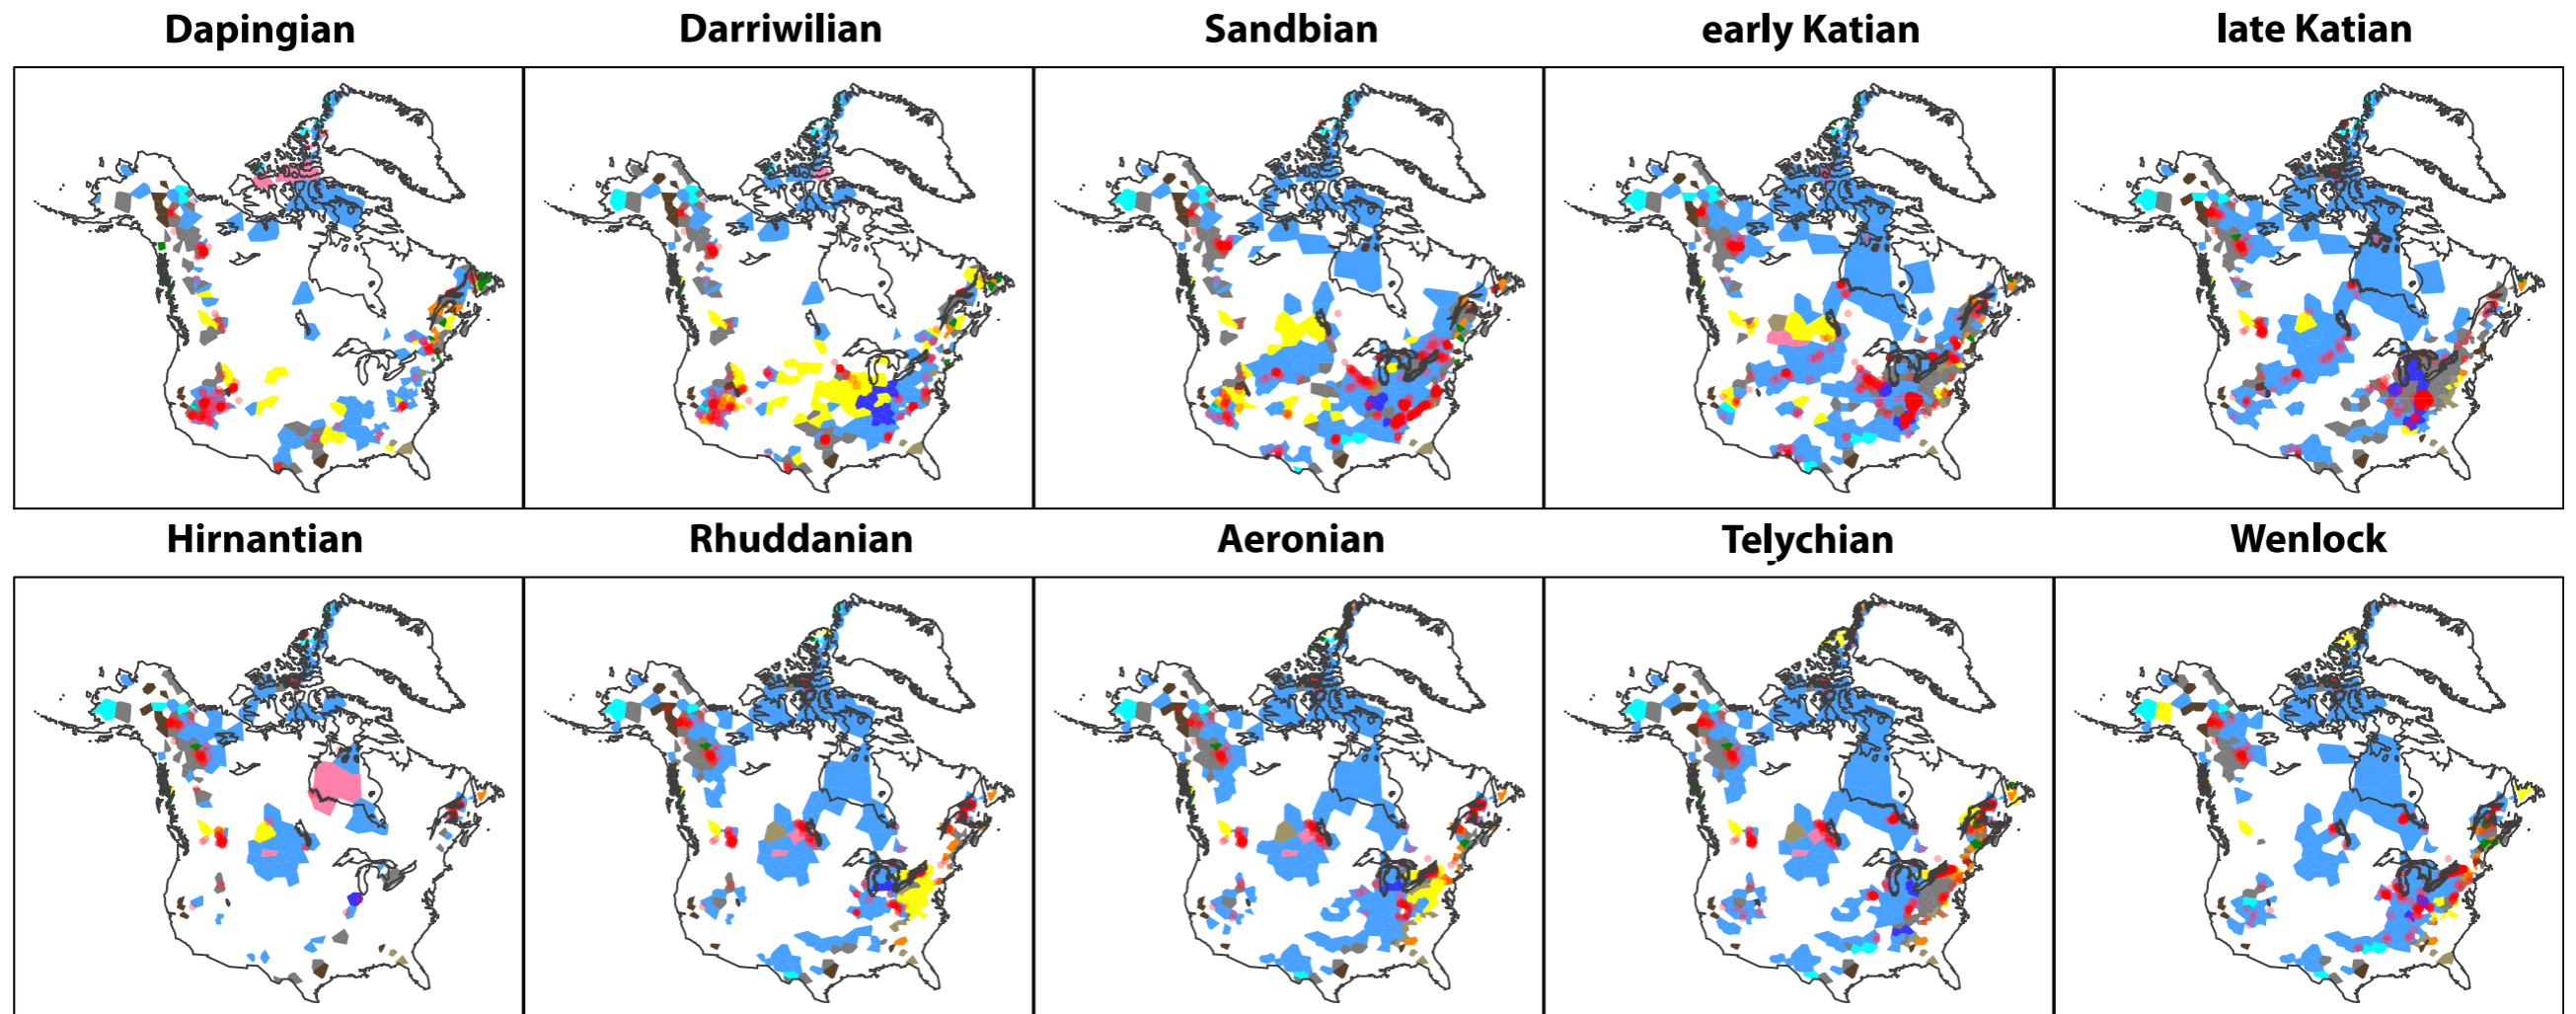 Dapingian
Darriwilian
Sandbian
early Katian
late Katian
Hirnantian
Rhuddanian
Aeronian
Telychian
Wenlock